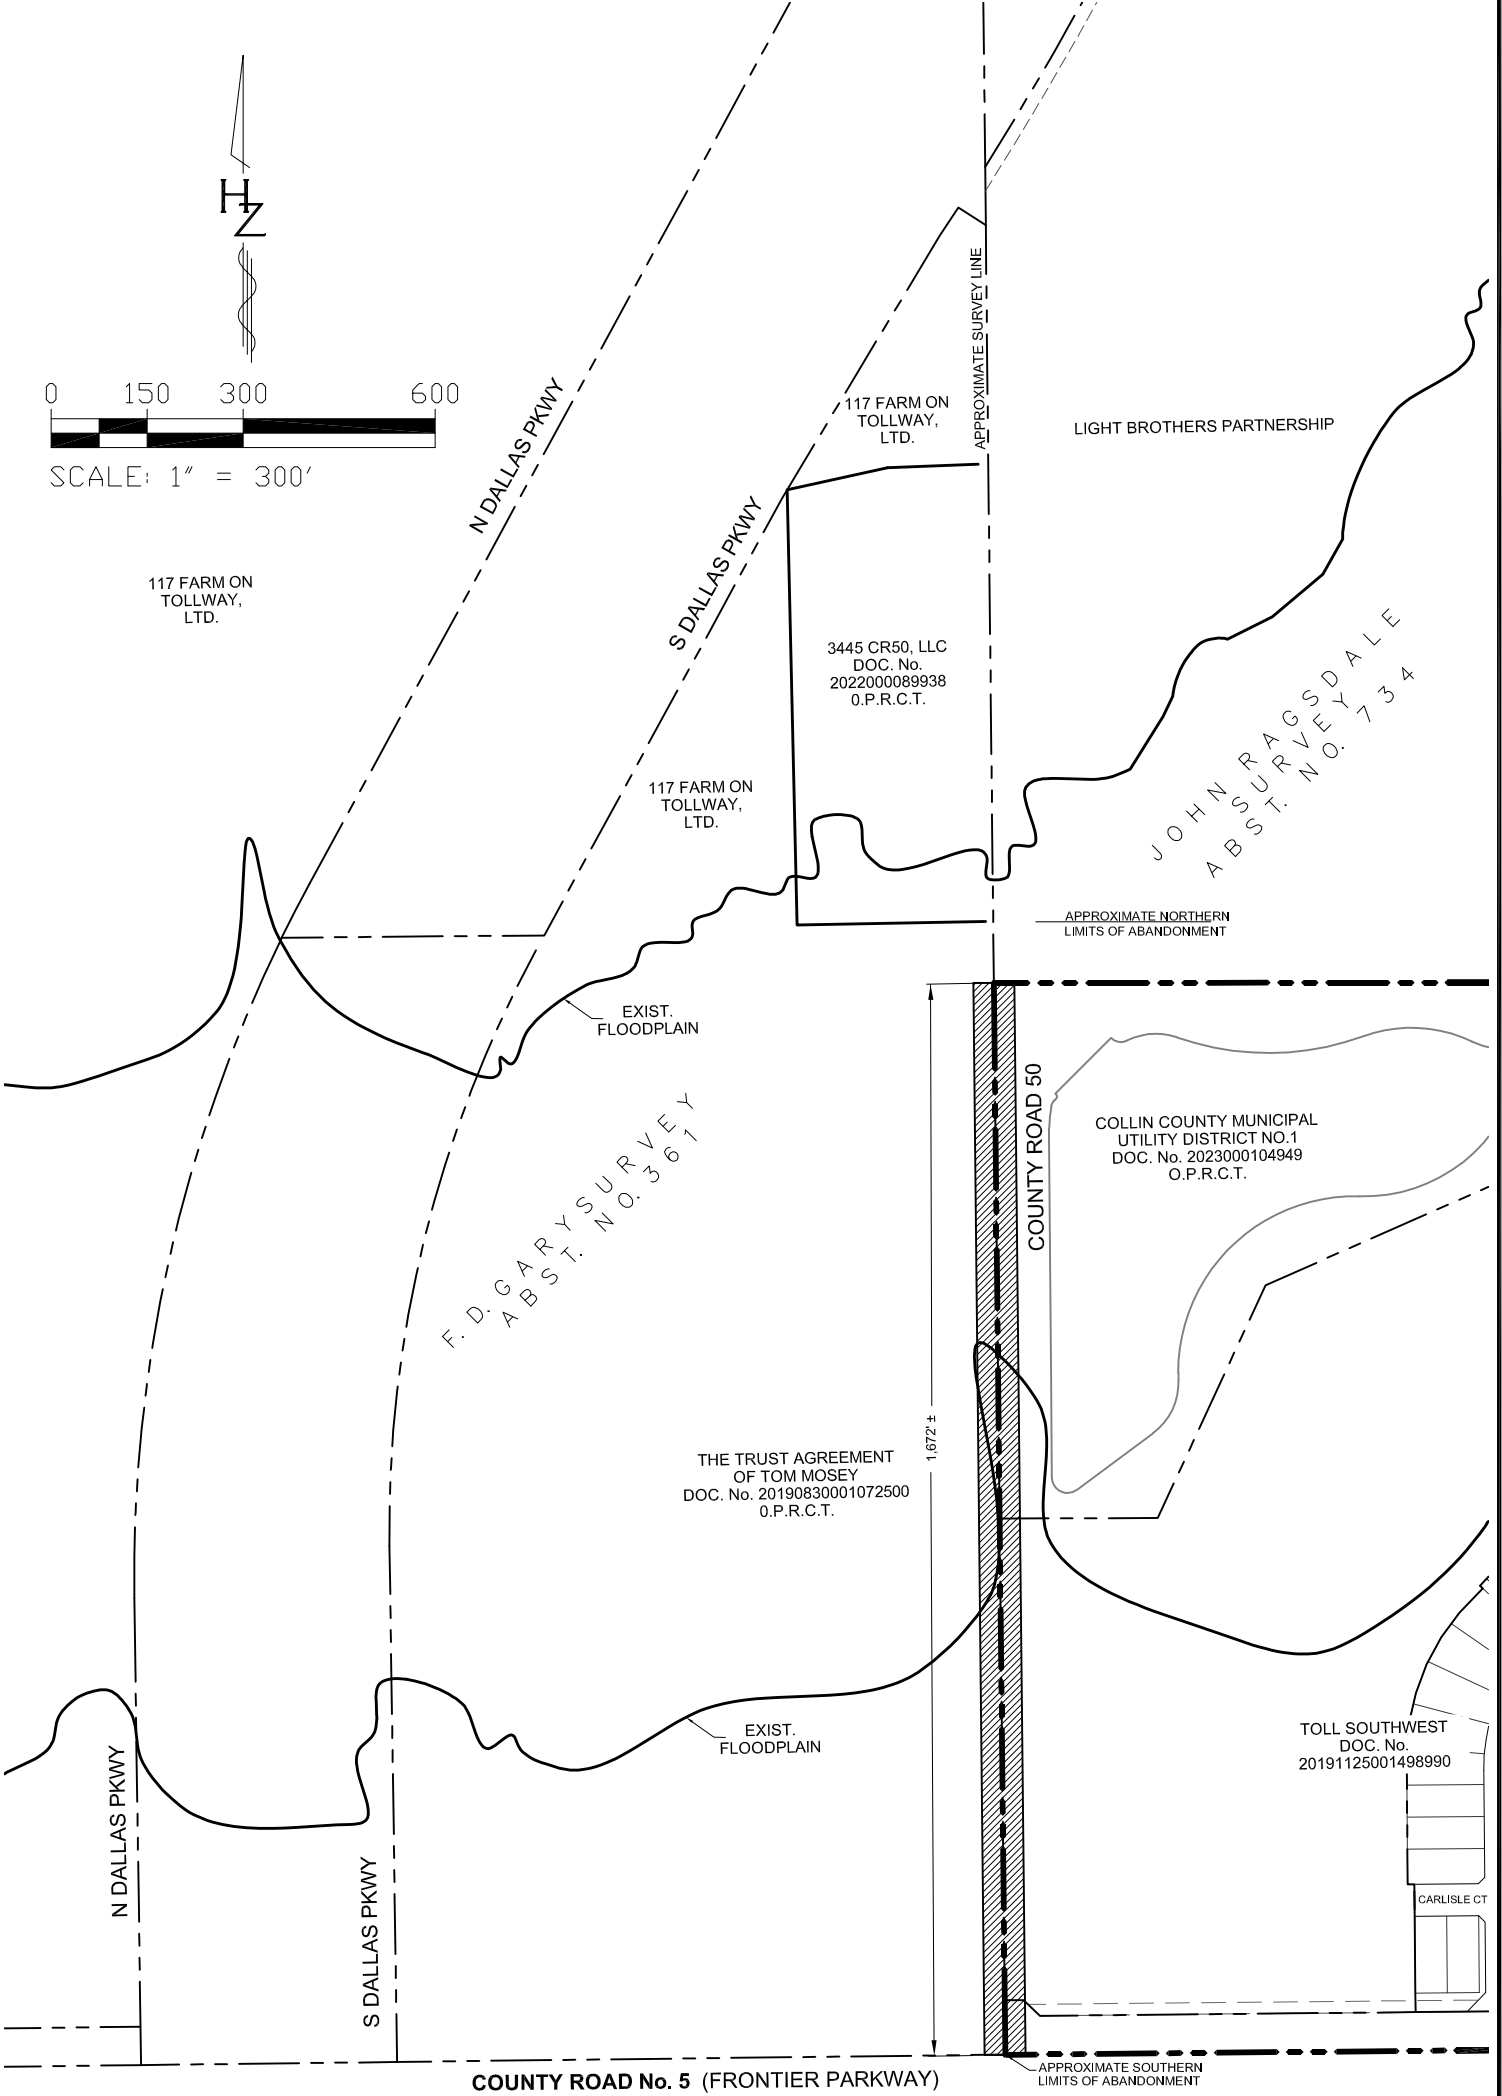 HZ
0 150 300 600
SCALE: 1" = 300'
N DALLAS PKWY
S DALLAS PKWY
APPROXIMATE SURVEY LINE
117 FARM ON
TOLLWAY,
LTD.
LIGHT BROTHERS PARTNERSHIP
117 FARM ON
TOLLWAY,
LTD.
3445 CR50, LLC
DOC. No.
2022000089938
0.P.R.C.T.
JOHN RAGSDALE
SURVEY
ABST. NO. 734
117 FARM ON
TOLLWAY,
LTD.
APPROXIMATE NORTHERN
LIMITS OF ABANDONMENT
EXIST.
FLOODPLAIN
COUNTY ROAD 50
COLLIN COUNTY MUNICIPAL
UTILITY DISTRICT NO.1
DOC. No. 2023000104949
O.P.R.C.T.
F. D. GARY SURVEY
ABST. NO. 361
1,672'±
THE TRUST AGREEMENT
OF TOM MOSEY
DOC. No. 20190830001072500
0.P.R.C.T.
EXIST.
FLOODPLAIN
TOLL SOUTHWEST
DOC. No.
20191125001498990
N DALLAS PKWY
S DALLAS PKWY
CARLISLE CT
APPROXIMATE SOUTHERN
LIMITS OF ABANDONMENT
COUNTY ROAD No. 5 (FRONTIER PARKWAY)